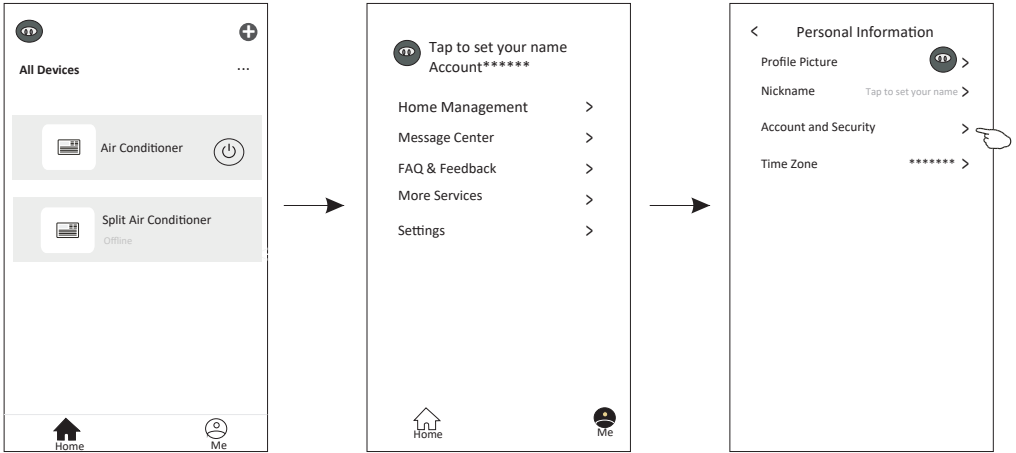 All Devices
...
Air Conditioner
Split Air Conditioner
Offline
Home
Me
Tap to set your name
Account******
Home Management >
Message Center >
FAQ & Feedback >
More Services >
Settings >
Home
Me
< Personal Information
Profile Picture >
Nickname Tap to set your name >
Account and Security >
Time Zone ******* >